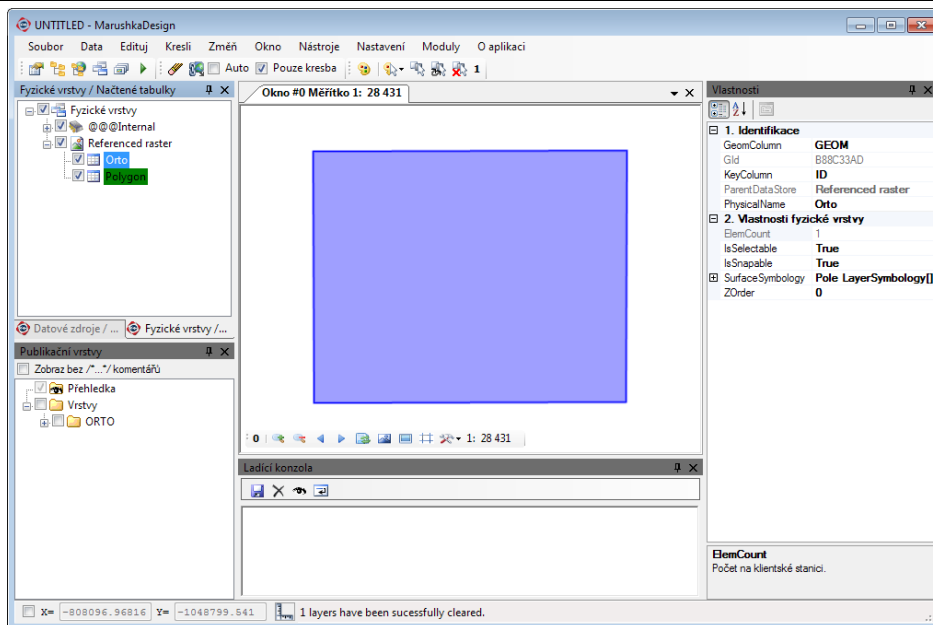 UNTITLED - MarushkaDesign
Soubor Data Edituj Kresli Změň Okno Nástroje Nastavení Moduly O aplikaci
Auto Pouze kresba 1
Fyzické vrstvy / Načtené tabulky
Fyzické vrstvy
@@@Internal
Referenced raster
Orto
Polygon
Datové zdroje / ... Fyzické vrstvy /...
Publikační vrstvy
Zobraz bez /*...*/ komentářů
Přehledka
Vrstvy
ORTO
Okno #0 Měřítko 1: 28 431
0 1: 28 431
Ladící konzola
Vlastnosti
1. Identifikace
GeomColumn GEOM
GId B88C33AD
KeyColumn ID
ParentDataStore Referenced raster
PhysicalName Orto
2. Vlastnosti fyzické vrstvy
ElemCount 1
IsSelectable True
IsSnapable True
SurfaceSymbology Pole LayerSymbology[]
ZOrder 0
ElemCount
Počet na klientské stanici.
X= -808096.96816 Y= -1048799.541 1 layers have been sucessfully cleared.